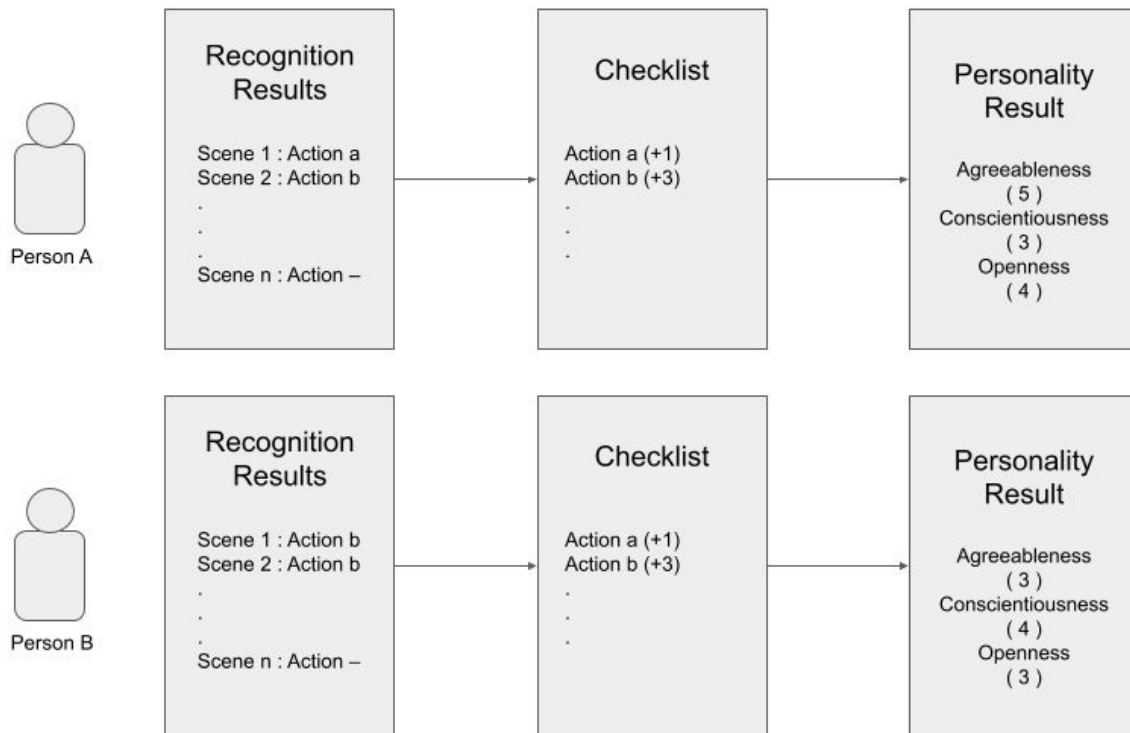 Recognition
Results
Scene 1 : Action a
Scene 2 : Action b
.
.
.
Scene n : Action –
Checklist
Action a (+1)
Action b (+3)
.
.
.
Personality
Result
Agreeableness
( 5 )
Conscientiousness
( 3 )
Openness
( 4 )
Person A
Recognition
Results
Scene 1 : Action b
Scene 2 : Action b
.
.
.
Scene n : Action –
Checklist
Action a (+1)
Action b (+3)
.
.
.
Personality
Result
Agreeableness
( 3 )
Conscientiousness
( 4 )
Openness
( 3 )
Person B